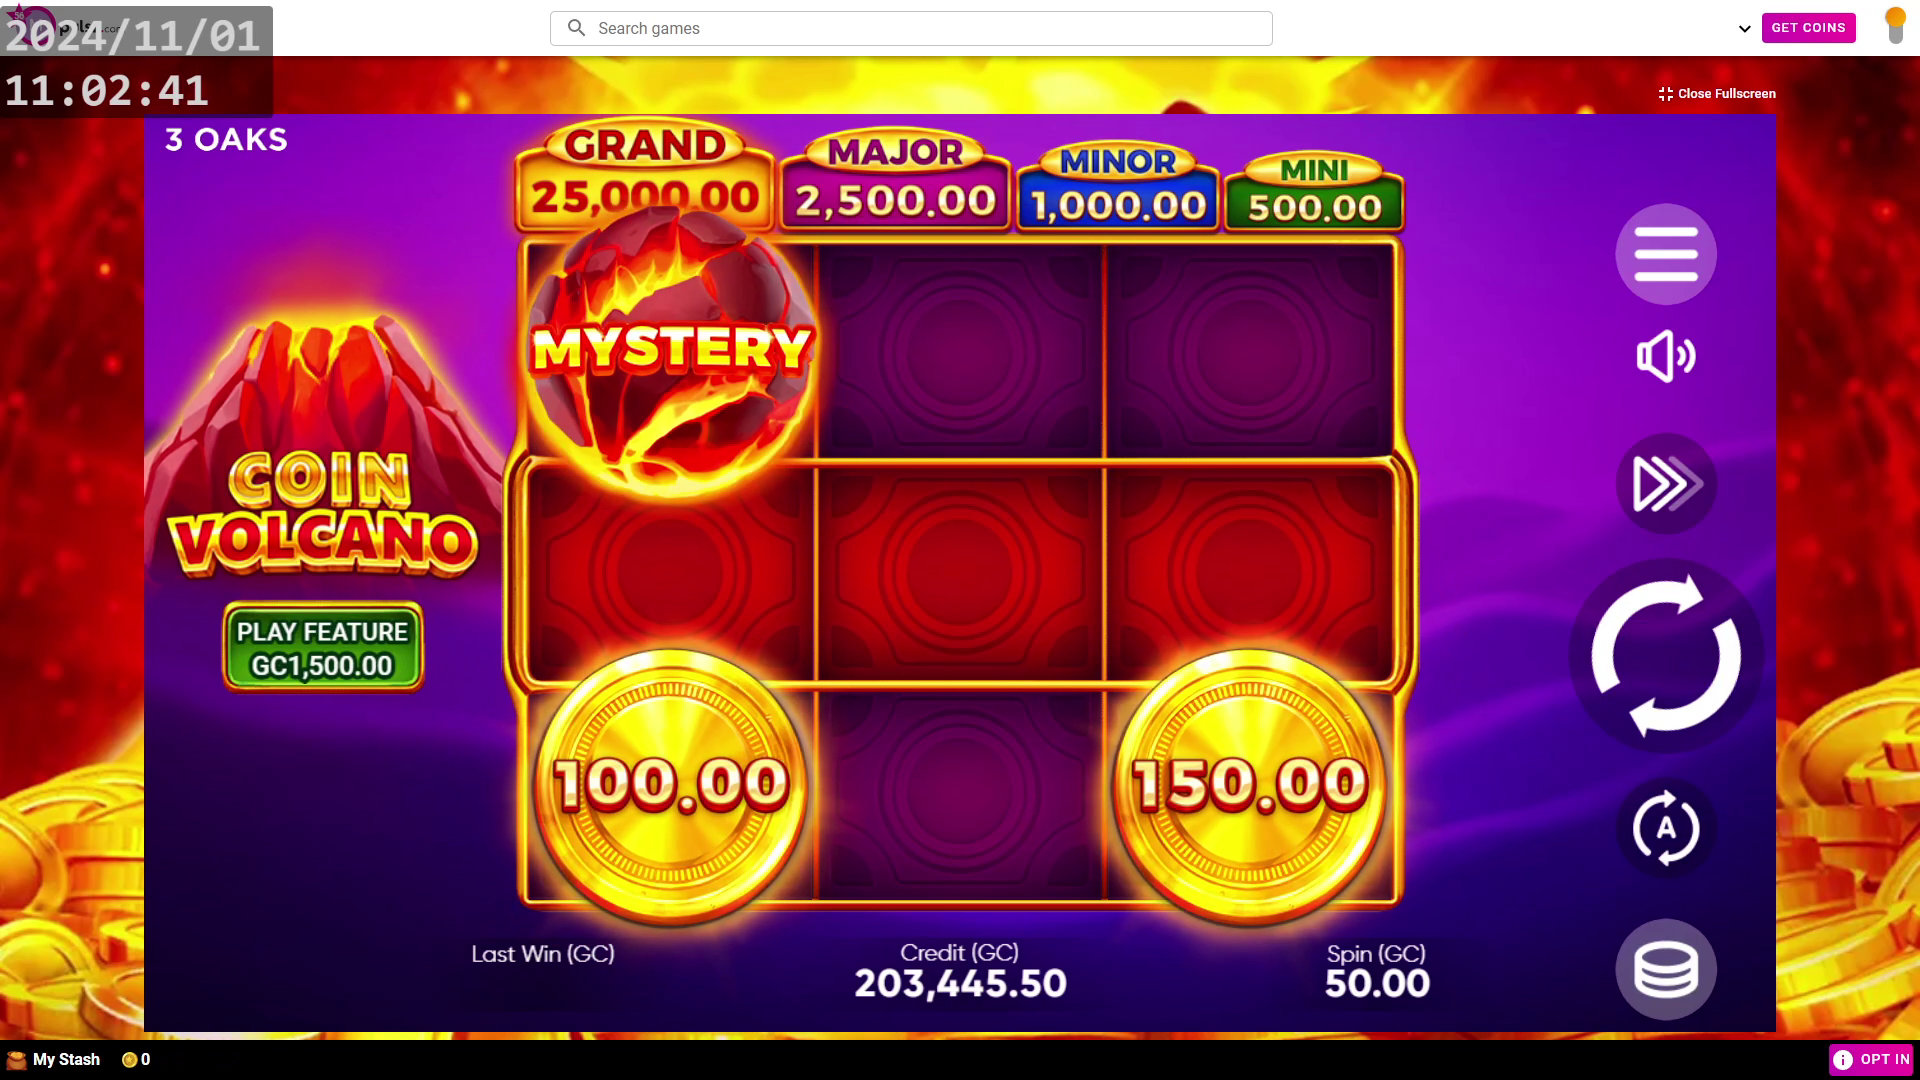 2024/11/01
11:02:41
Search games
GET COINS
Close Fullscreen
3 OAKS
GRAND
25,000.00
MAJOR
2,500.00
MINOR
1,000.00
MINI
500.00
MYSTERY
COIN
VOLCANO
PLAY FEATURE
GC1,500.00
100.00
150.00
A
Last Win (GC)
Credit (GC)
203,445.50
Spin (GC)
50.00
My Stash
0
OPT IN